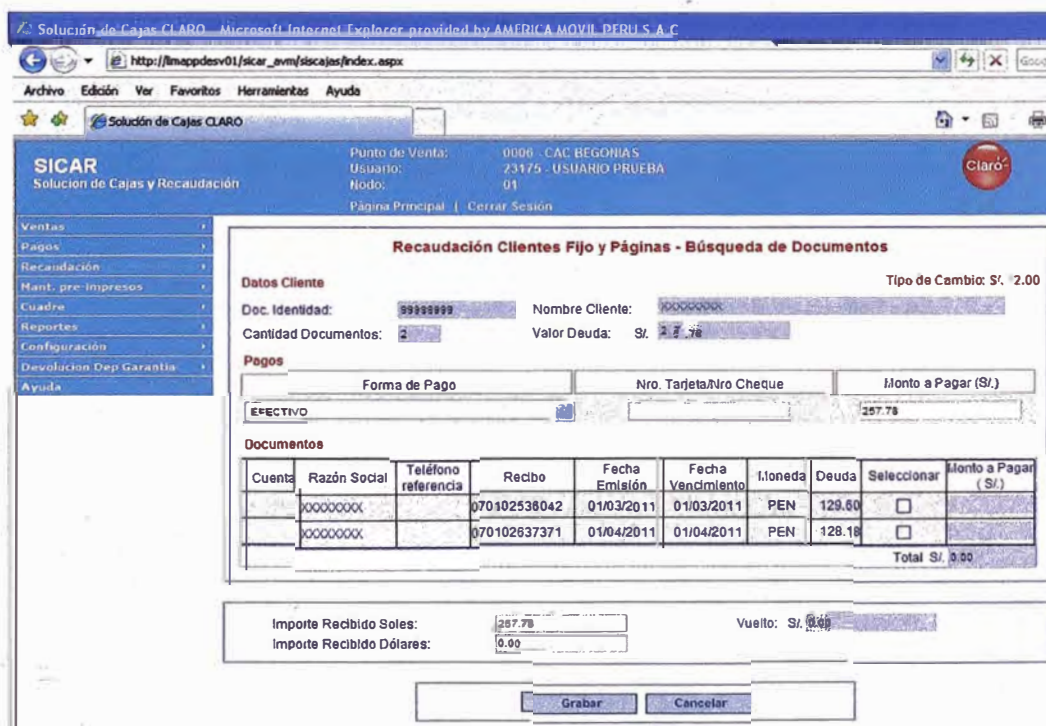 Solución de Cajas CLARO - Microsoft Internet Explorer provided by AMERICA MOVIL PERU S.A.C
http://limappdesv01/sicar_avm/siscajas/index.aspx
Archivo Edición Ver Favoritos Herramientas Ayuda
Solución de Cajas CLARO
SICAR
Solucion de Cajas y Recaudación
Punto de Venta: 0006 - CAC BEGONIAS
Usuario: 23175 - USUARIO PRUEBA
Nodo: 01
Página Principal | Cerrar Sesión
Claro
Ventas
Pagos
Recaudación
Mant. pre-impresos
Cuadre
Reportes
Configuración
Devolucion Dep Garantia
Ayuda
Recaudación Clientes Fijo y Páginas - Búsqueda de Documentos
Datos Cliente Tipo de Cambio: S/. 2.00
Doc. Identidad: 99999999 Nombre Cliente: XXXXXXXX
Cantidad Documentos: 2 Valor Deuda: S/.
Pagos
Forma de Pago Nro. Tarjeta/Nro Cheque Monto a Pagar (S/.)
EFECTIVO 257.78
Documentos
Cuenta Razón Social Teléfono referencia Recibo Fecha Emisión Fecha Vencimiento Moneda Deuda Seleccionar Monto a Pagar (S/.)
XXXXXXXX 070102536042 01/03/2011 01/03/2011 PEN 129.60
XXXXXXXX 070102637371 01/04/2011 01/04/2011 PEN 128.18
Total S/. 0.00
Importe Recibido Soles: 257.78 Vuelto: S/. 0.00
Importe Recibido Dólares: 0.00
Grabar Cancelar